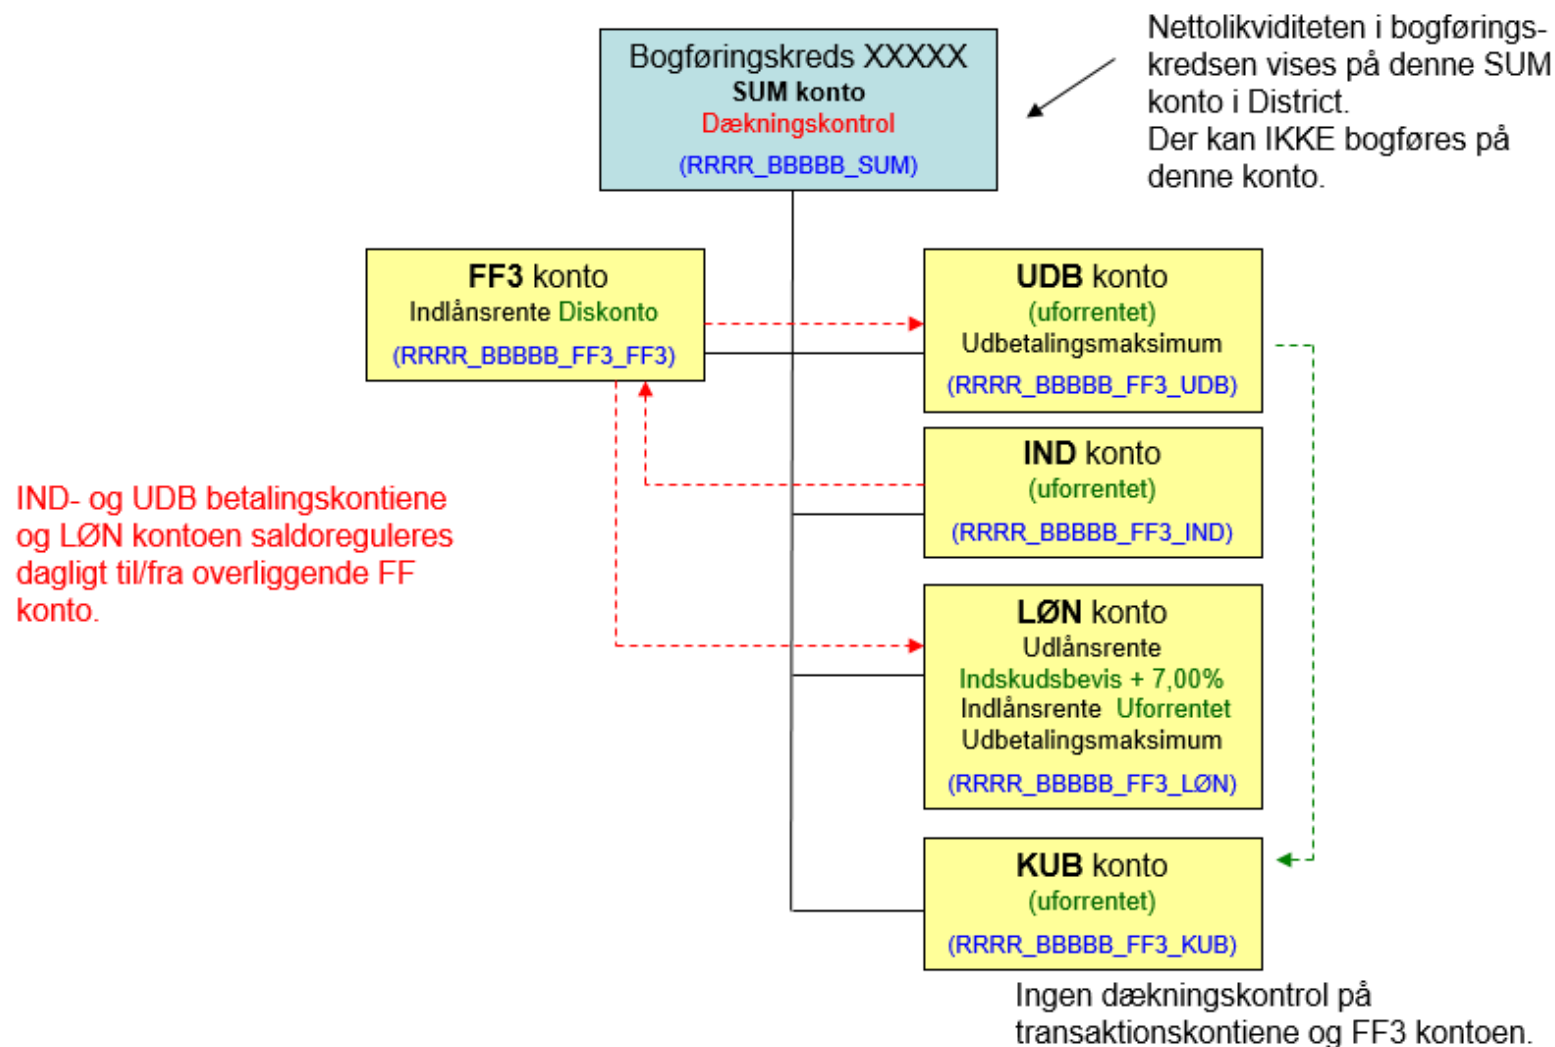 Bogføringskreds XXXXX
SUM konto
Dækningskontrol
(RRRR_BBBBB_SUM)
Nettolikviditeten i bogførings-
kredsen vises på denne SUM
konto i District.
Der kan IKKE bogføres på
denne konto.
FF3 konto
Indlånsrente Diskonto
(RRRR_BBBBB_FF3_FF3)
UDB konto
(uforrentet)
Udbetalingsmaksimum
(RRRR_BBBBB_FF3_UDB)
IND konto
(uforrentet)
(RRRR_BBBBB_FF3_IND)
IND- og UDB betalingskontiene
og LØN kontoen saldoreguleres
dagligt til/fra overliggende FF
konto.
LØN konto
Udlånsrente
Indskudsbevis + 7,00%
Indlånsrente Uforrentet
Udbetalingsmaksimum
(RRRR_BBBBB_FF3_LØN)
KUB konto
(uforrentet)
(RRRR_BBBBB_FF3_KUB)
Ingen dækningskontrol på
transaktionskontiene og FF3 kontoen.